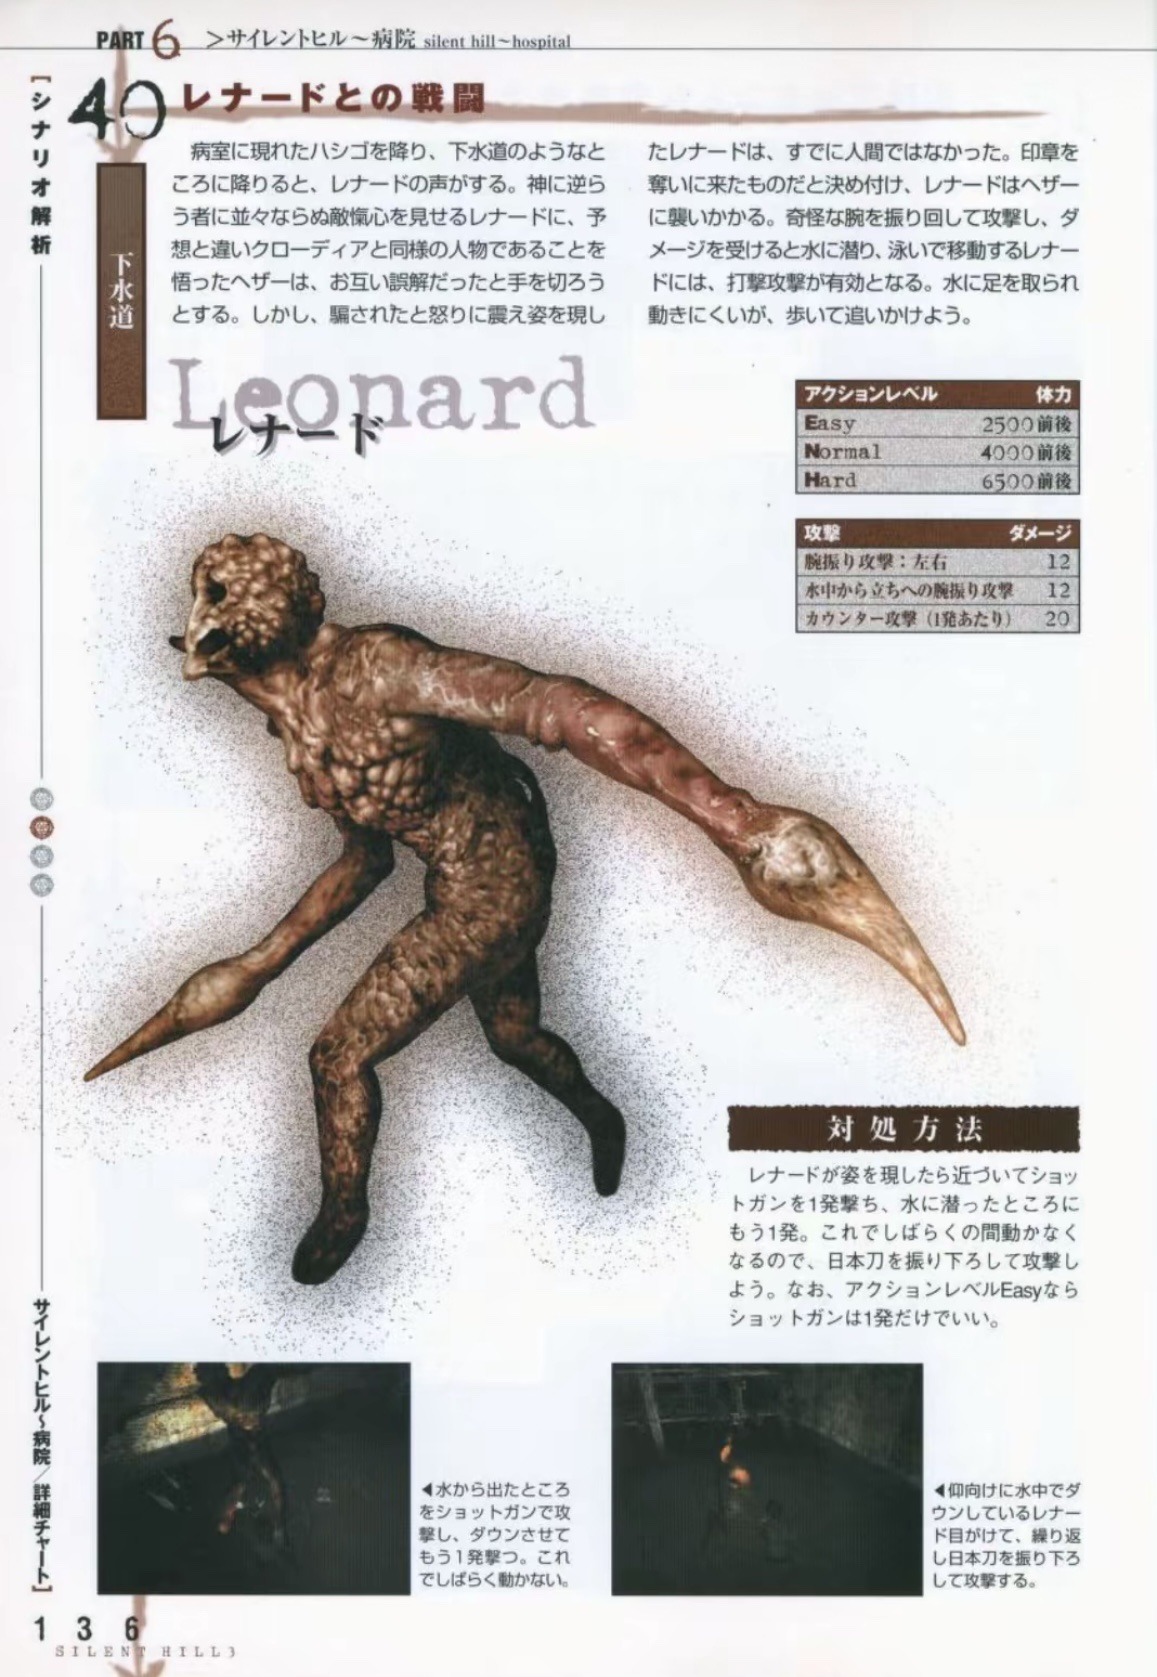 PART 6 >サイレントヒル～病院 silent hill~hospital
[シナリオ解析
40 レナードとの戦闘
下水道
　病室に現れたハシゴを降り、下水道のようなと
ころに降りると、レナードの声がする。神に逆ら
う者に並々ならぬ敵愾心を見せるレナードに、予
想と違いクローディアと同様の人物であることを
悟ったヘザーは、お互い誤解だったと手を切ろう
とする。しかし、騙されたと怒りに震え姿を現し
たレナードは、すでに人間ではなかった。印章を
奪いに来たものだと決め付け、レナードはヘザー
に襲いかかる。奇怪な腕を振り回して攻撃し、ダ
メージを受けると水に潜り、泳いで移動するレナー
ドには、打撃攻撃が有効となる。水に足を取られ
動きにくいが、歩いて追いかけよう。
Leonard
レナード
アクションレベル 体力
Easy 2500前後
Normal 4000前後
Hard 6500前後
攻撃 ダメージ
腕振り攻撃：左右 12
水中から立ちへの腕振り攻撃 12
カウンター攻撃（1発あたり） 20
対処方法
　レナードが姿を現したら近づいてショッ
トガンを1発撃ち、水に潜ったところに
もう1発。これでしばらくの間動かなく
なるので、日本刀を振り下ろして攻撃し
よう。なお、アクションレベルEasyなら
ショットガンは1発だけでいい。
◀水から出たところ
をショットガンで攻
撃し、ダウンさせて
もう1発撃つ。これ
でしばらく動かない。
◀仰向けに水中でダ
ウンしているレナー
ド目がけて、繰り返
し日本刀を振り下ろ
して攻撃する。
サイレントヒル～病院／詳細チャート]
136
SILENT HILL3